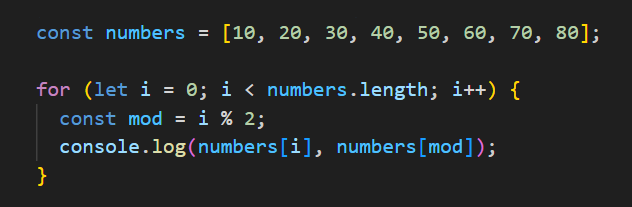 const numbers = [10, 20, 30, 40, 50, 60, 70, 80];
for (let i = 0; i < numbers.length; i++) {
  const mod = i % 2;
  console.log(numbers[i], numbers[mod]);
}